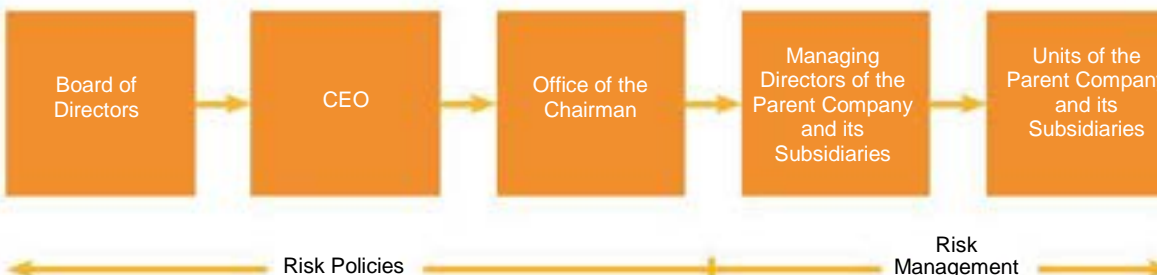 Board of
Directors
CEO
Office of the
Chairman
Managing
Directors of the
Parent Company
and its
Subsidiaries
Units of the
Parent Compan
and its
Subsidiaries
Risk Policies
Risk
Management